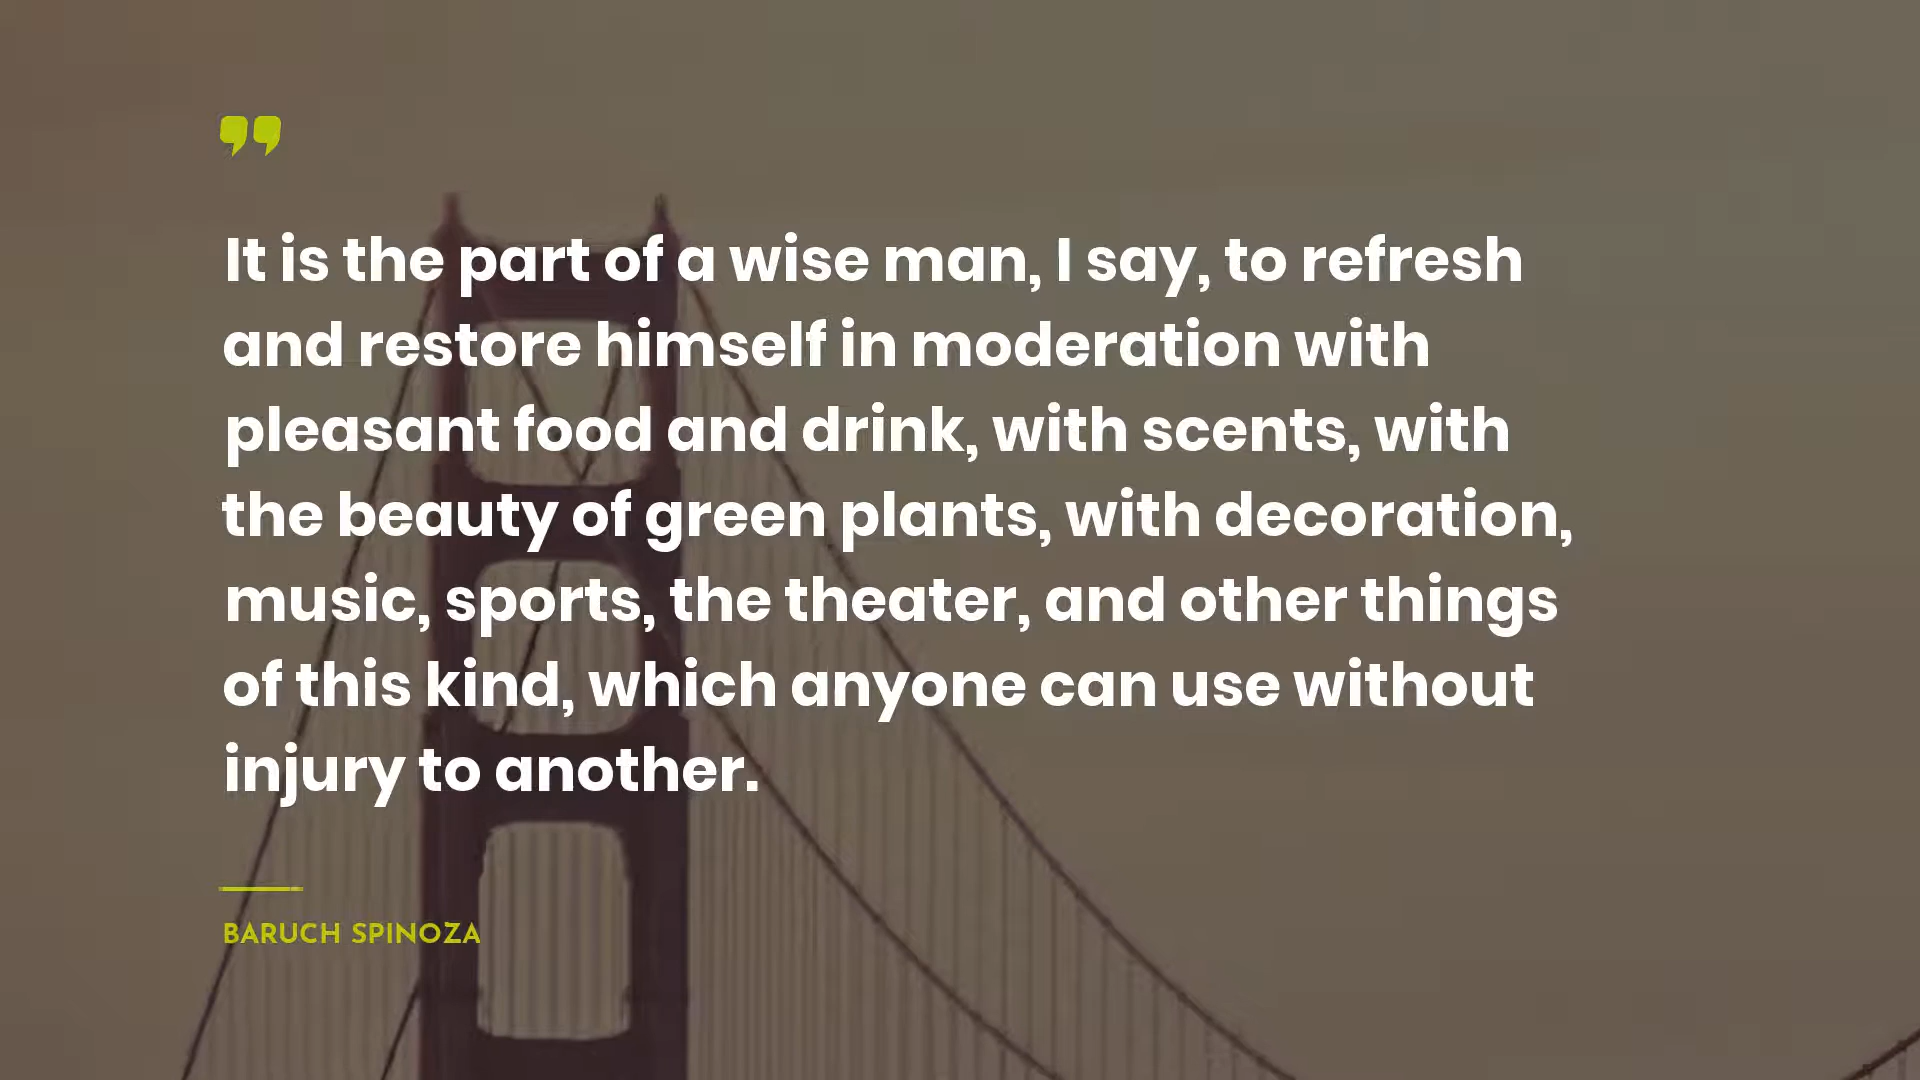 ”
It is the part of a wise man, I say, to refresh
and restore himself in moderation with
pleasant food and drink, with scents, with
the beauty of green plants, with decoration,
music, sports, the theater, and other things
of this kind, which anyone can use without
injury to another.
BARUCH SPINOZA